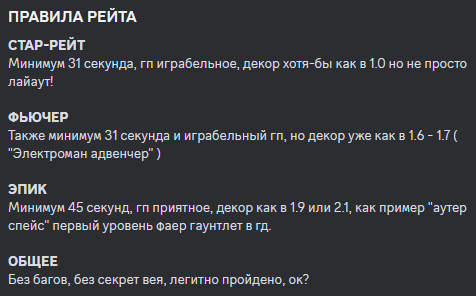 ПРАВИЛА РЕЙТА
СТАР-РЕЙТ
Минимум 31 секунда, гп играбельное, декор хотя-бы как в 1.0 но не просто
лайаут!
ФЬЮЧЕР
Также минимум 31 секунда и играбельный гп, но декор уже как в 1.6 - 1.7 (
"Электроман адвенчер" )
ЭПИК
Минимум 45 секунд, гп приятное, декор как в 1.9 или 2.1, как пример "аутер
спейс" первый уровень фаер гаунтлет в гд.
ОБЩЕЕ
Без багов, без секрет вея, легитно пройдено, ок?